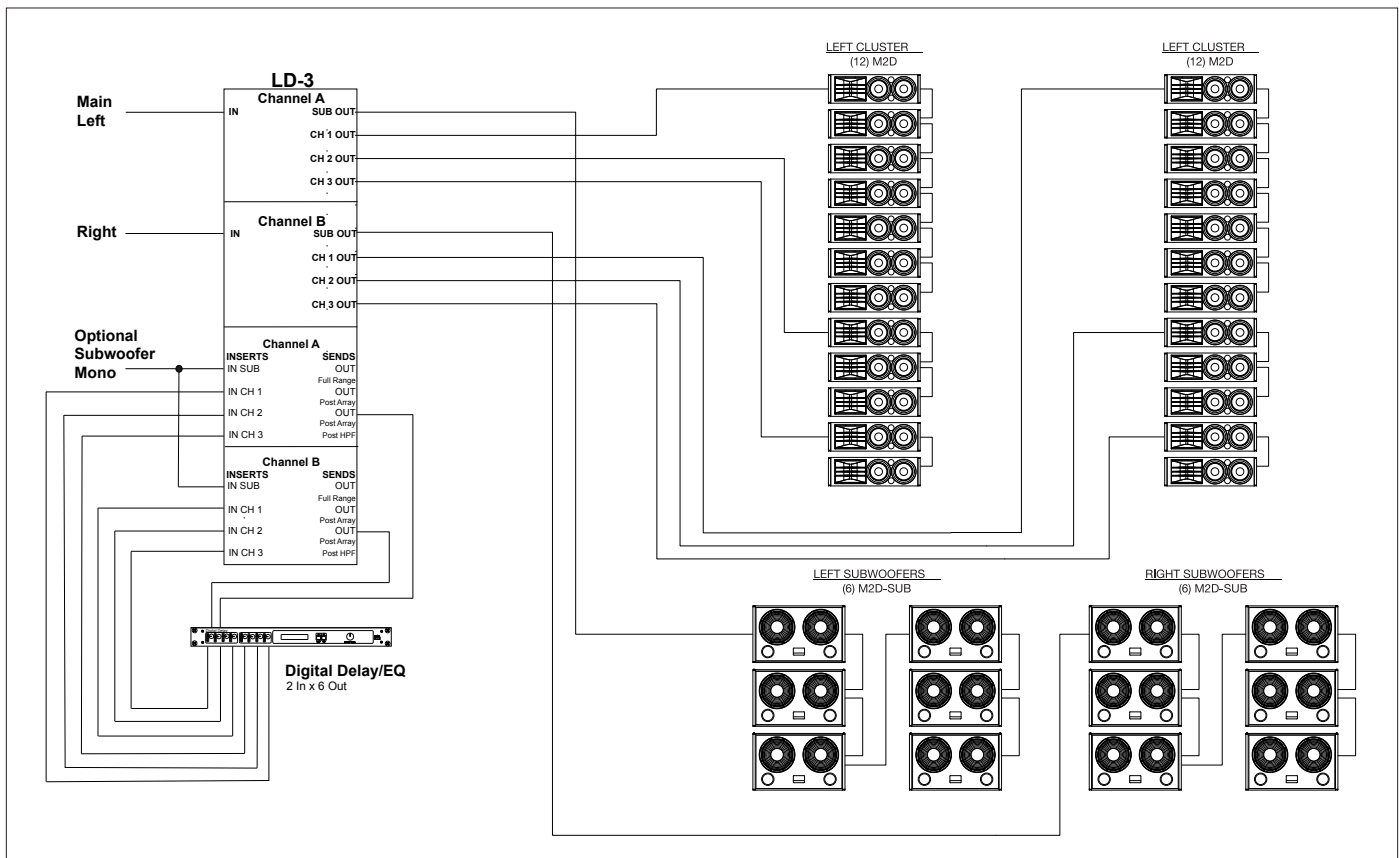 LD-3
Main
Left
Channel A
IN
SUB OUT
CH 1 OUT
CH 2 OUT
CH 3 OUT
Right
Channel B
IN
SUB OUT
CH 1 OUT
CH 2 OUT
CH 3 OUT
Optional
Subwoofer
Mono
Channel A
INSERTS SENDS
IN SUB OUT
Full Range
IN CH 1 OUT
Post Array
IN CH 2 OUT
Post Array
IN CH 3 Post HPF
Channel B
INSERTS SENDS
IN SUB OUT
Full Range
IN CH 1 OUT
Post Array
IN CH 2 OUT
Post Array
IN CH 3 Post HPF
Digital Delay/EQ
2 In x 6 Out
LEFT CLUSTER
(12) M2D
LEFT CLUSTER
(12) M2D
LEFT SUBWOOFERS
(6) M2D-SUB
RIGHT SUBWOOFERS
(6) M2D-SUB